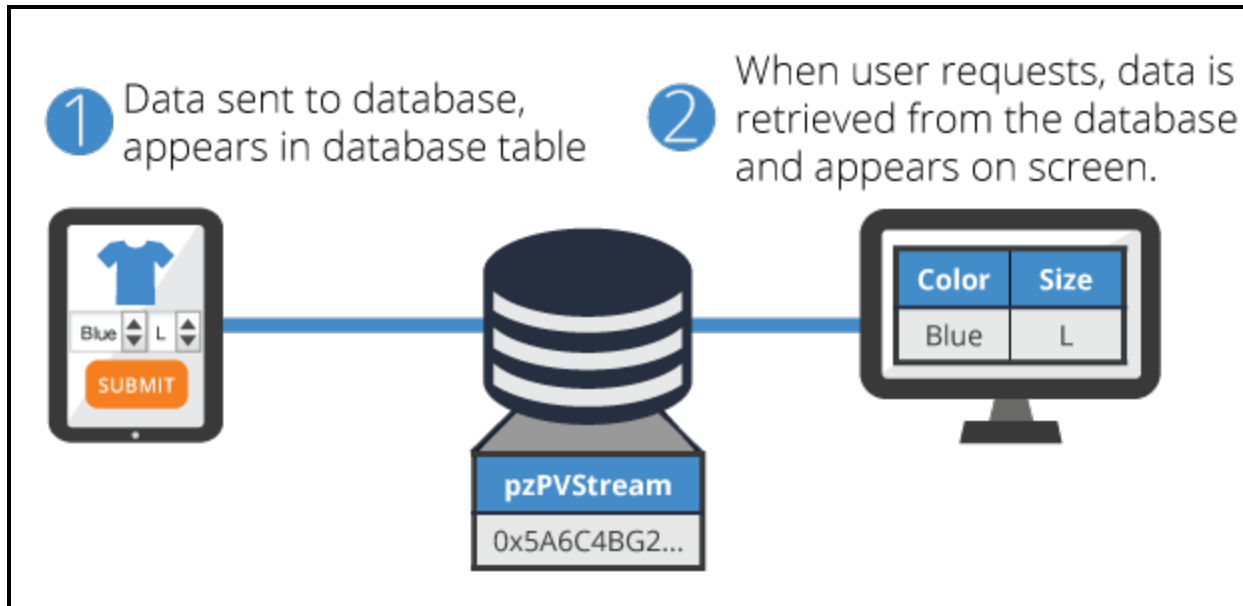 1 Data sent to database,
appears in database table
2 When user requests, data is
retrieved from the database
and appears on screen.
Blue L
SUBMIT
pzPVStream
0x5A6C4BG2...
Color Size
Blue L